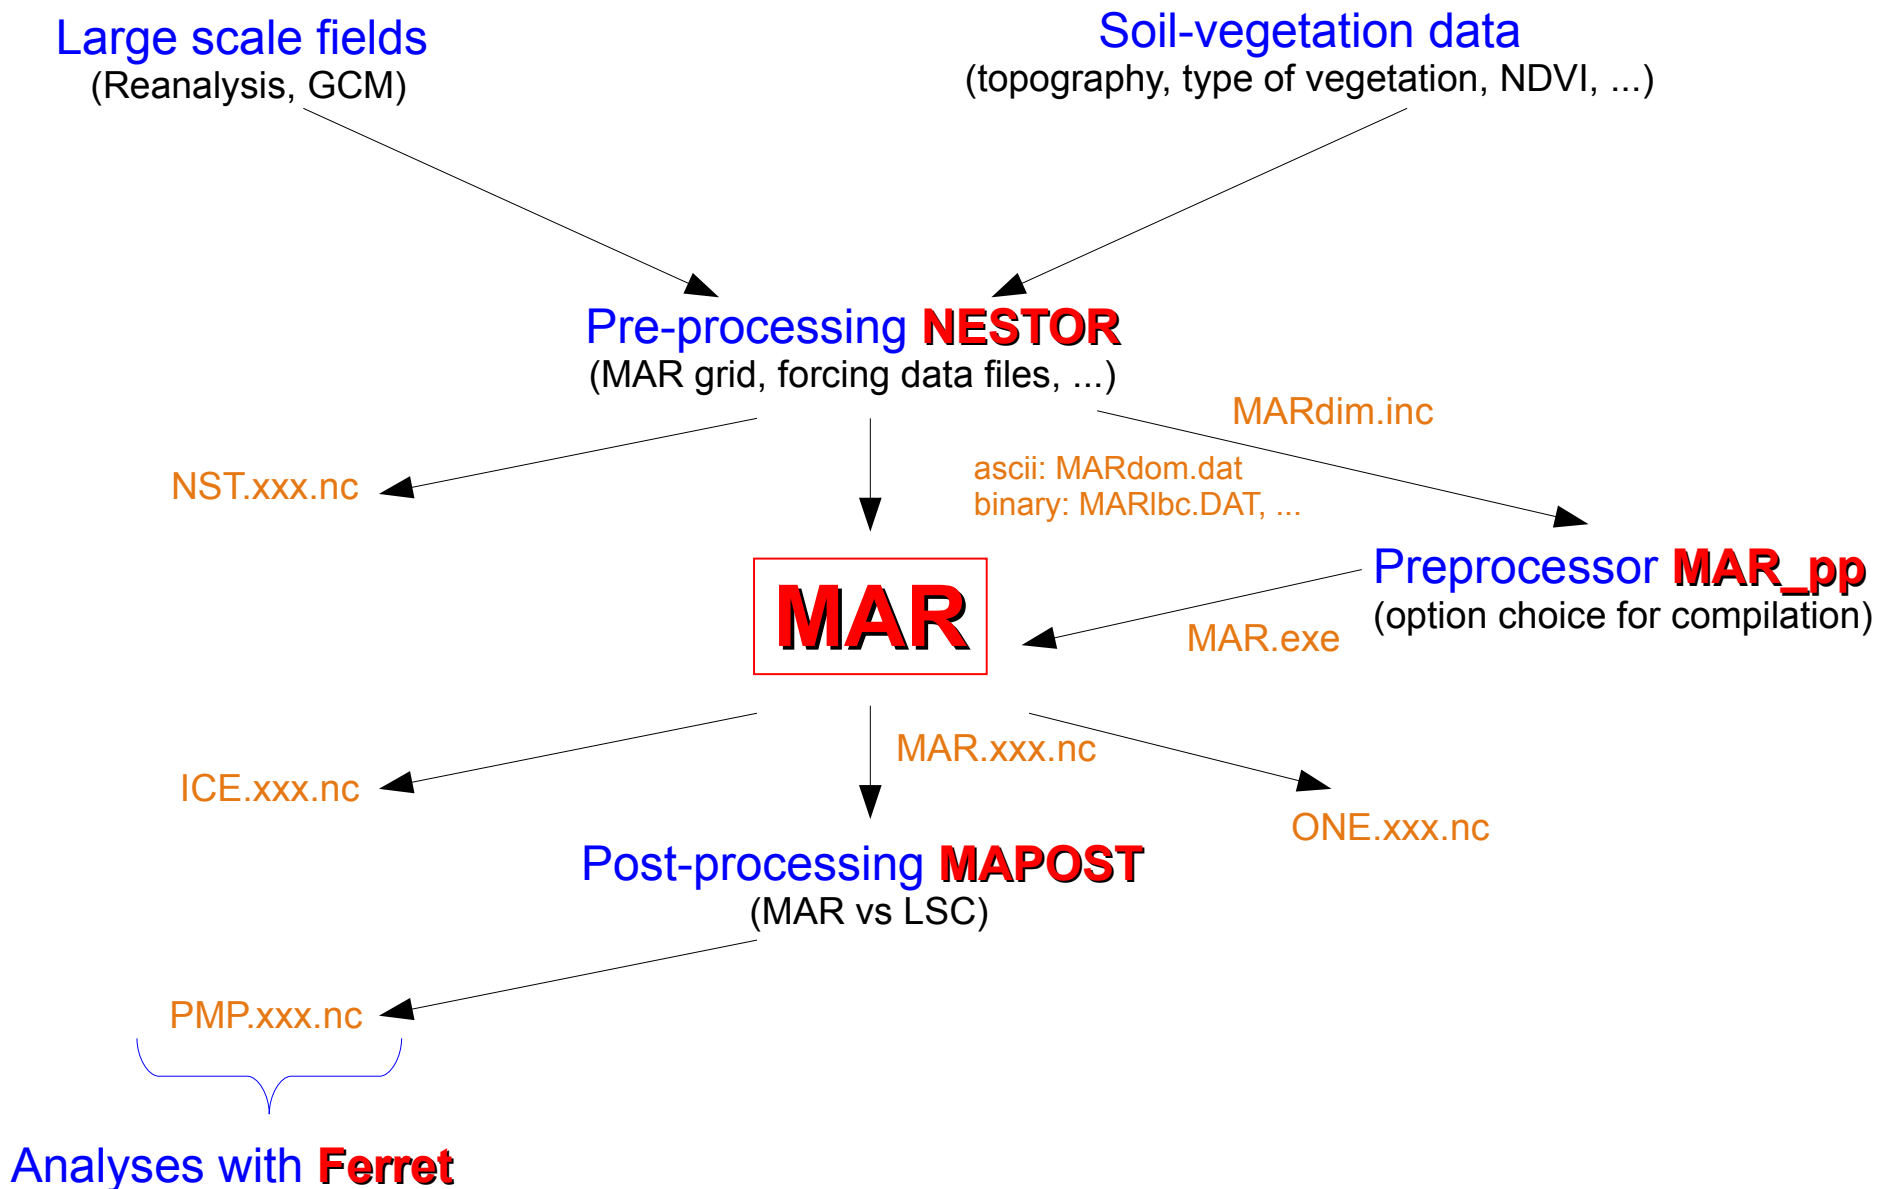 Large scale fields
(Reanalysis, GCM)
Soil-vegetation data
(topography, type of vegetation, NDVI, ...)
Pre-processing NESTOR
(MAR grid, forcing data files, ...)
MARdim.inc
NST.xxx.nc
ascii: MARdom.dat
binary: MARlbc.DAT, ...
MAR
Preprocessor MAR_pp
(option choice for compilation)
MAR.exe
MAR.xxx.nc
ICE.xxx.nc
ONE.xxx.nc
Post-processing MAPOST
(MAR vs LSC)
PMP.xxx.nc
Analyses with Ferret